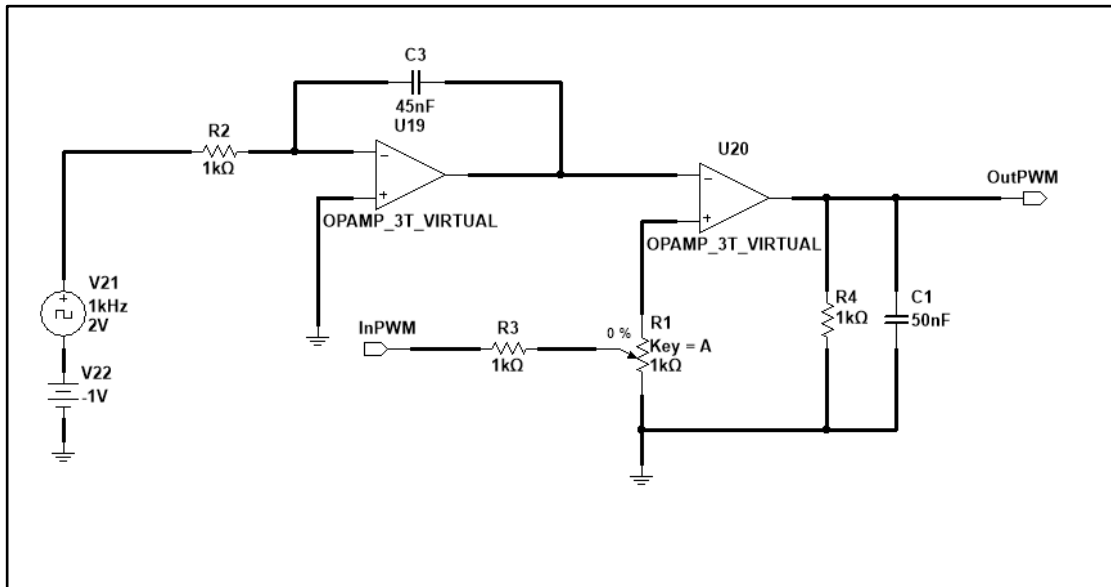 C3
45nF
U19
R2
1kΩ
OPAMP_3T_VIRTUAL
U20
OPAMP_3T_VIRTUAL
OutPWM
V21
1kHz
2V
V22
-1V
InPWM
R3
1kΩ
0 %
R1
Key = A
1kΩ
R4
1kΩ
C1
50nF